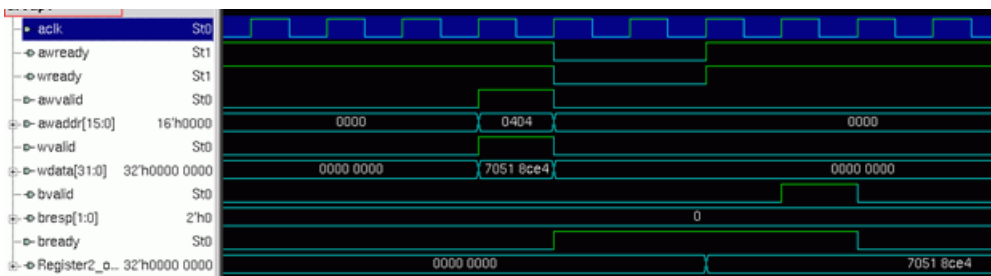 aclk St0
awready St1
wready St1
awvalid St0
awaddr[15:0] 16'h0000 0000 0404 0000
wvalid St0
wdata[31:0] 32'h0000 0000 0000 0000 7051 8ce4 0000 0000
bvalid St0
bresp[1:0] 2'h0 0
bready St0
Register2_o... 32'h0000 0000 0000 0000 7051 8ce4